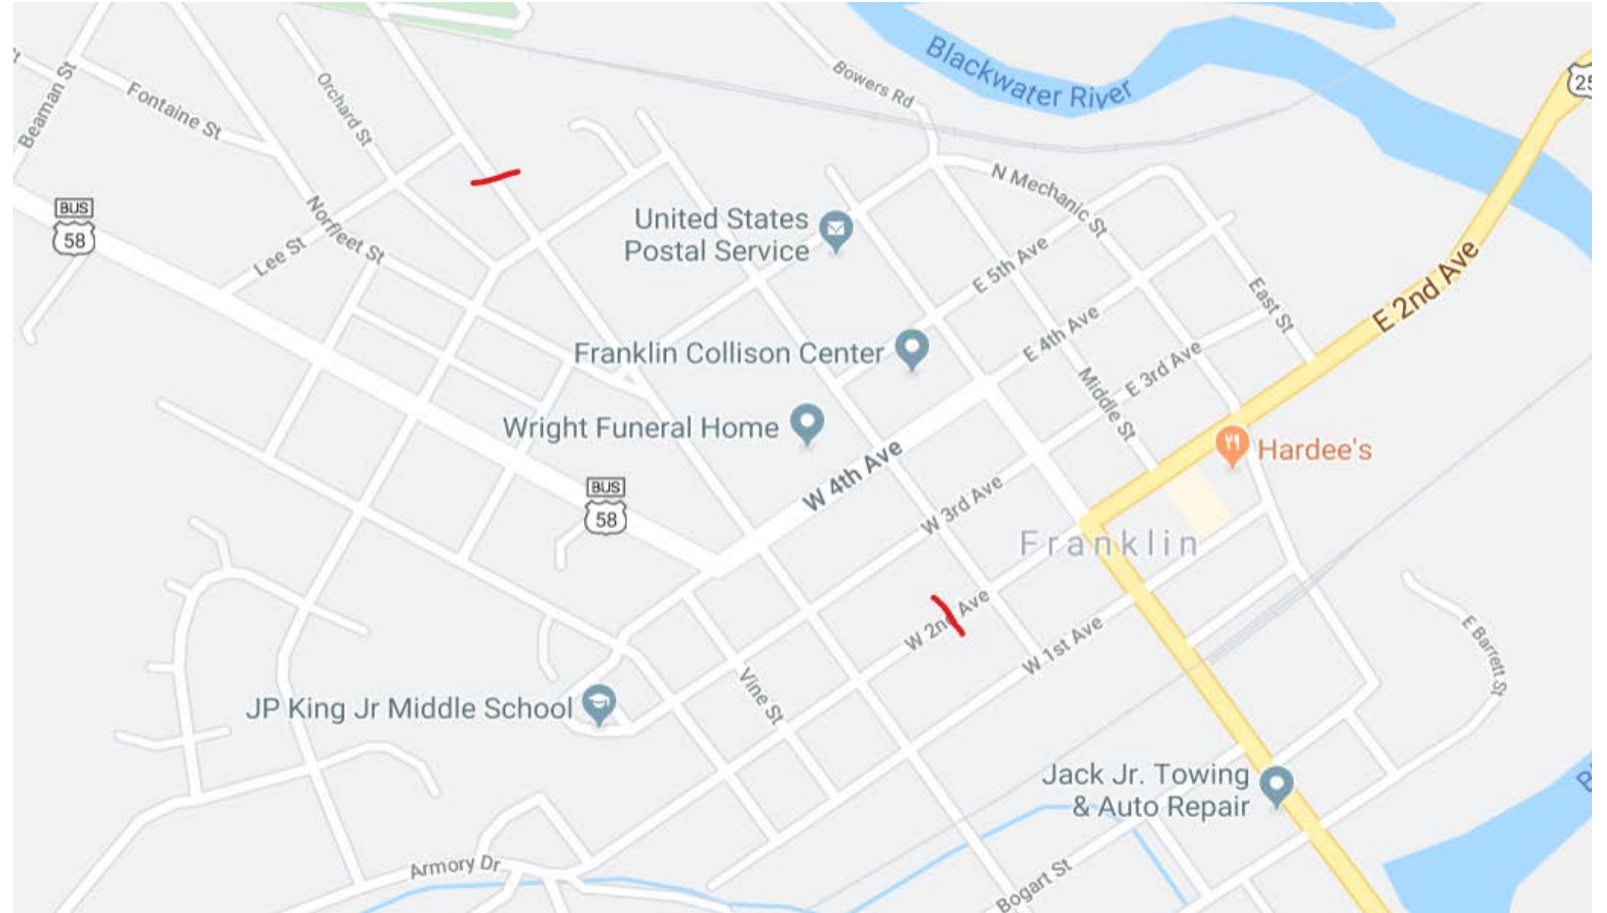 Blackwater River
Bowers Rd
25
Orchard St
Beaman St
Fontaine St
N Mechanic St
BUS
58
Norfleet St
Lee St
United States
Postal Service
E 5th Ave
East St
E 2nd Ave
Franklin Collison Center
E 4th Ave
E 3rd Ave
Middle St
Wright Funeral Home
W 4th Ave
Hardee's
BUS
58
W 3rd Ave
Franklin
W 2nd Ave
W 1st Ave
E Barrett St
Vine St
JP King Jr Middle School
Jack Jr. Towing
& Auto Repair
Armory Dr
Bogart St